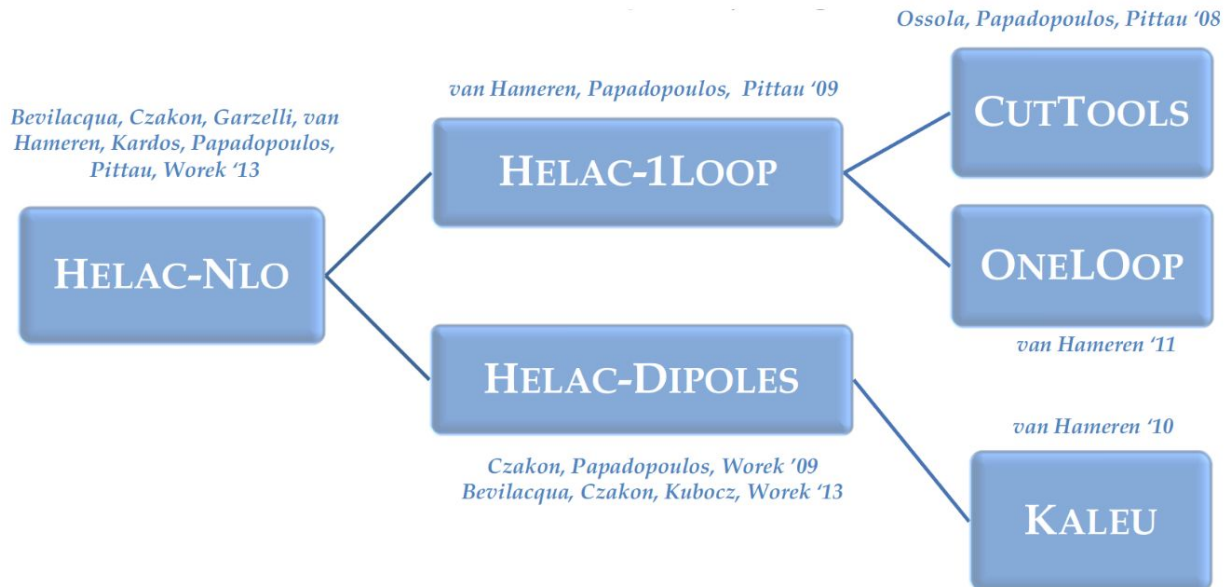 Ossola, Papadopoulos, Pittau ‘08
CUTTOOLS
van Hameren, Papadopoulos, Pittau ‘09
HELAC-1LOOP
Bevilacqua, Czakon, Garzelli, van
Hameren, Kardos, Papadopoulos,
Pittau, Worek ‘13
HELAC-NLO
ONELOOP
van Hameren ‘11
HELAC-DIPOLES
Czakon, Papadopoulos, Worek ’09
Bevilacqua, Czakon, Kubocz, Worek ‘13
van Hameren ‘10
KALEU